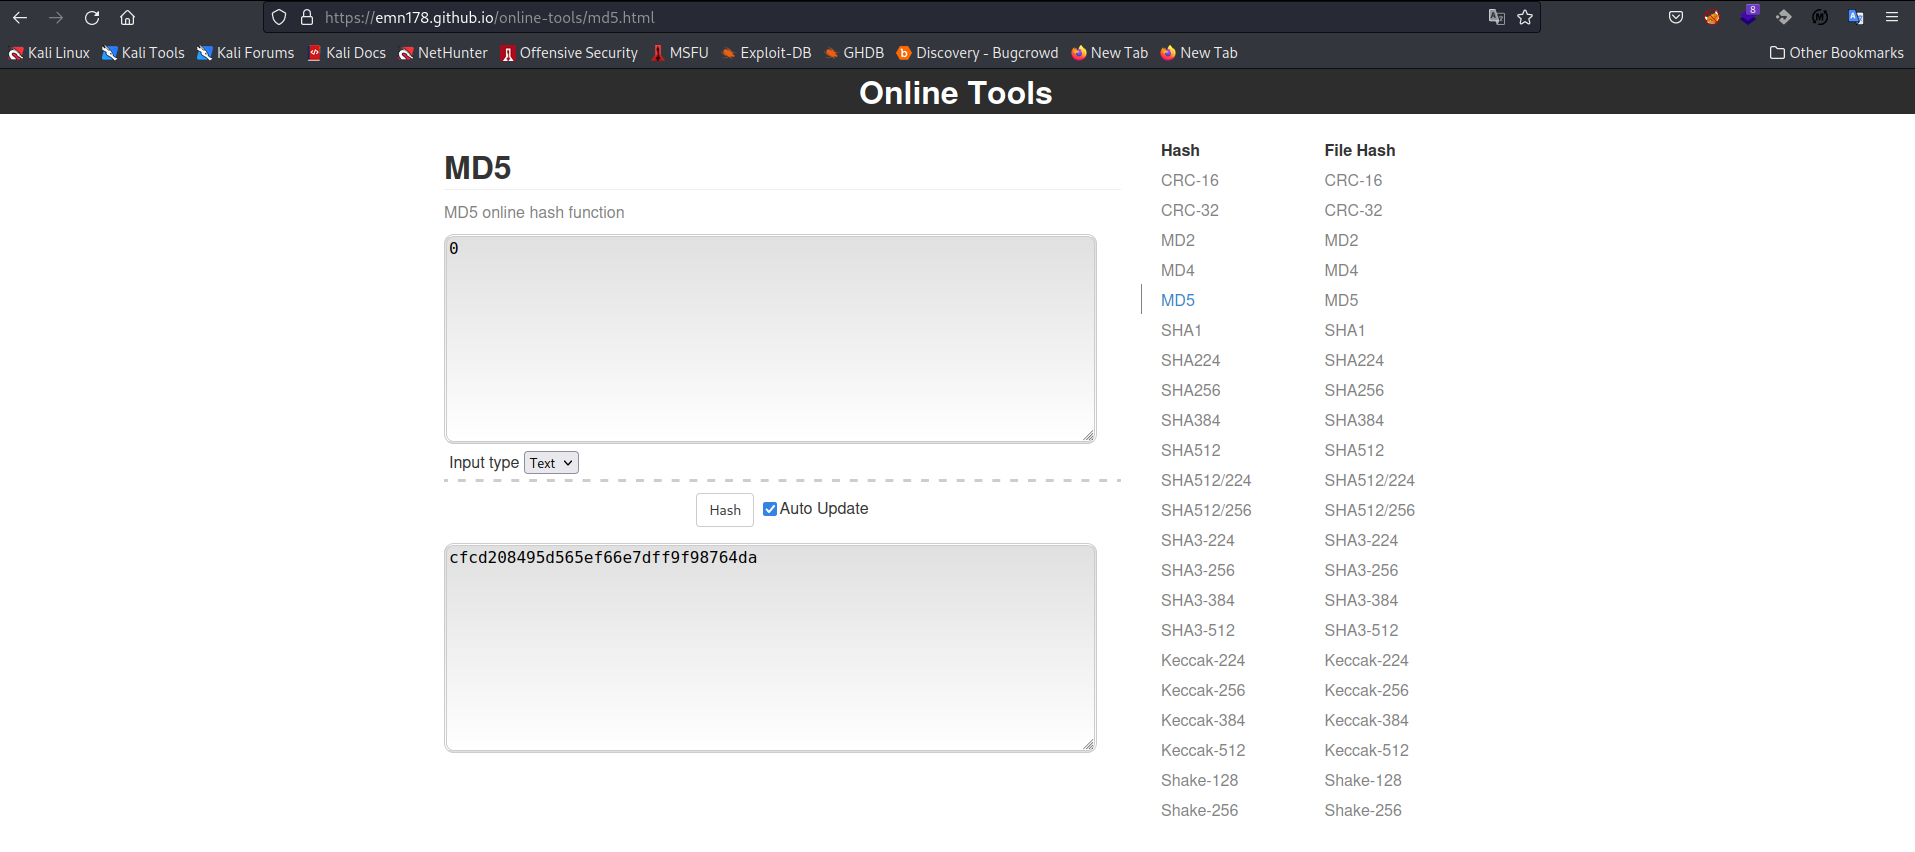 https://emn178.github.io/online-tools/md5.html
8
Kali Linux Kali Tools Kali Forums Kali Docs NetHunter Offensive Security MSFU Exploit-DB GHDB Discovery - Bugcrowd New Tab New Tab Other Bookmarks
Online Tools
MD5
MD5 online hash function
0
Input type Text
Hash Auto Update
cfcd208495d565ef66e7dff9f98764da
Hash
CRC-16
CRC-32
MD2
MD4
MD5
SHA1
SHA224
SHA256
SHA384
SHA512
SHA512/224
SHA512/256
SHA3-224
SHA3-256
SHA3-384
SHA3-512
Keccak-224
Keccak-256
Keccak-384
Keccak-512
Shake-128
Shake-256
File Hash
CRC-16
CRC-32
MD2
MD4
MD5
SHA1
SHA224
SHA256
SHA384
SHA512
SHA512/224
SHA512/256
SHA3-224
SHA3-256
SHA3-384
SHA3-512
Keccak-224
Keccak-256
Keccak-384
Keccak-512
Shake-128
Shake-256